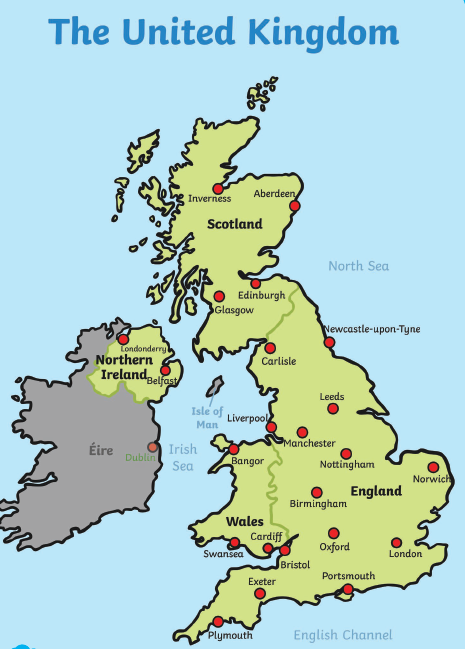 The United Kingdom
Inverness
Aberdeen
Scotland
North Sea
Edinburgh
Glasgow
Newcastle-upon-Tyne
Londonderry
Carlisle
Northern
Ireland
Belfast
Leeds
Isle of
Man
Liverpool
Manchester
Éire
Dublin
Irish
Sea
Bangor
Nottingham
Norwich
England
Birmingham
Wales
Cardiff
Swansea
Oxford
London
Bristol
Portsmouth
Exeter
Plymouth
English Channel